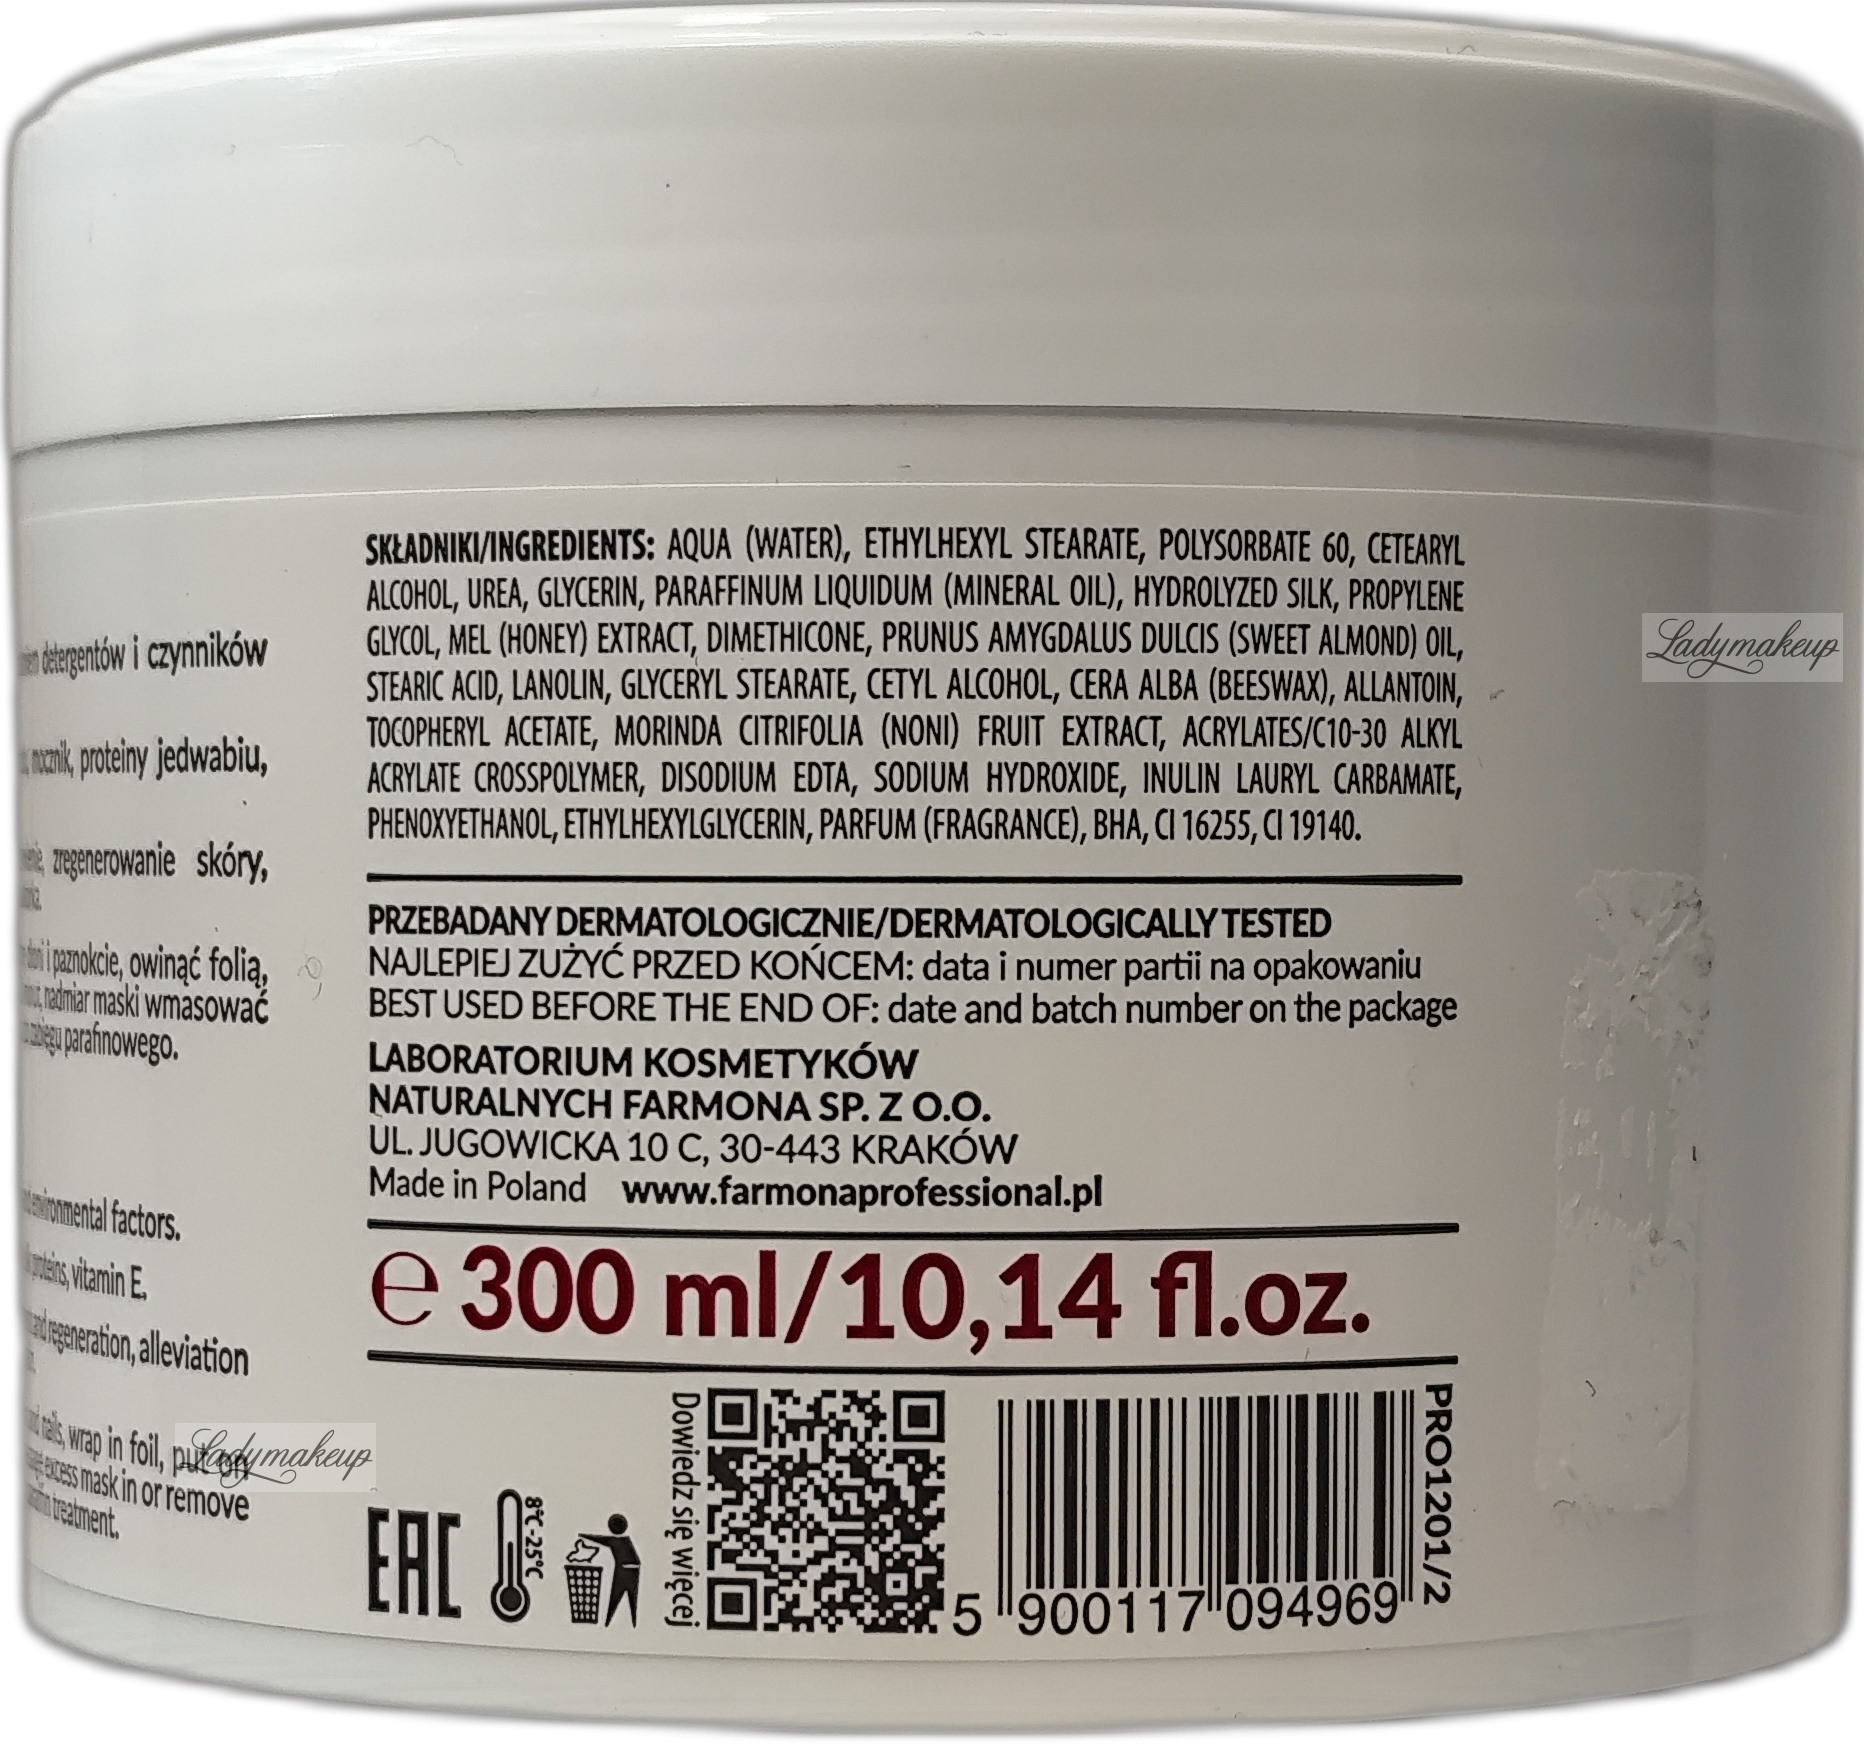 detergentów i czynników
proteiny jedwabiu,
zregenerowanie skóry,
i paznokcie, owinąć folią,
nadmiar maski wmasować
parafinowego.
environmental factors.
proteins, vitamin E.
and regeneration, alleviation
nails, wrap in foil, put on
excess mask in or remove
treatment.
SKŁADNIKI/INGREDIENTS: AQUA (WATER), ETHYLHEXYL STEARATE, POLYSORBATE 60, CETEARYL
ALCOHOL, UREA, GLYCERIN, PARAFFINUM LIQUIDUM (MINERAL OIL), HYDROLYZED SILK, PROPYLENE
GLYCOL, MEL (HONEY) EXTRACT, DIMETHICONE, PRUNUS AMYGDALUS DULCIS (SWEET ALMOND) OIL,
STEARIC ACID, LANOLIN, GLYCERYL STEARATE, CETYL ALCOHOL, CERA ALBA (BEESWAX), ALLANTOIN,
TOCOPHERYL ACETATE, MORINDA CITRIFOLIA (NONI) FRUIT EXTRACT, ACRYLATES/C10-30 ALKYL
ACRYLATE CROSSPOLYMER, DISODIUM EDTA, SODIUM HYDROXIDE, INULIN LAURYL CARBAMATE,
PHENOXYETHANOL, ETHYLHEXYLGLYCERIN, PARFUM (FRAGRANCE), BHA, CI 16255, CI 19140.
PRZEBADANY DERMATOLOGICZNIE/DERMATOLOGICALLY TESTED
NAJLEPIEJ ZUŻYĆ PRZED KOŃCEM: data i numer partii na opakowaniu
BEST USED BEFORE THE END OF: date and batch number on the package
LABORATORIUM KOSMETYKÓW
NATURALNYCH FARMONA SP. Z O.O.
UL. JUGOWICKA 10 C, 30-443 KRAKÓW
Made in Poland www.farmonaprofessional.pl
e 300 ml/10,14 fl.oz.
EAC
8°C-25°C
Dowiedz się więcej
5 900117 094969
PRO1201/2
Ladymakeup
Ladymakeup